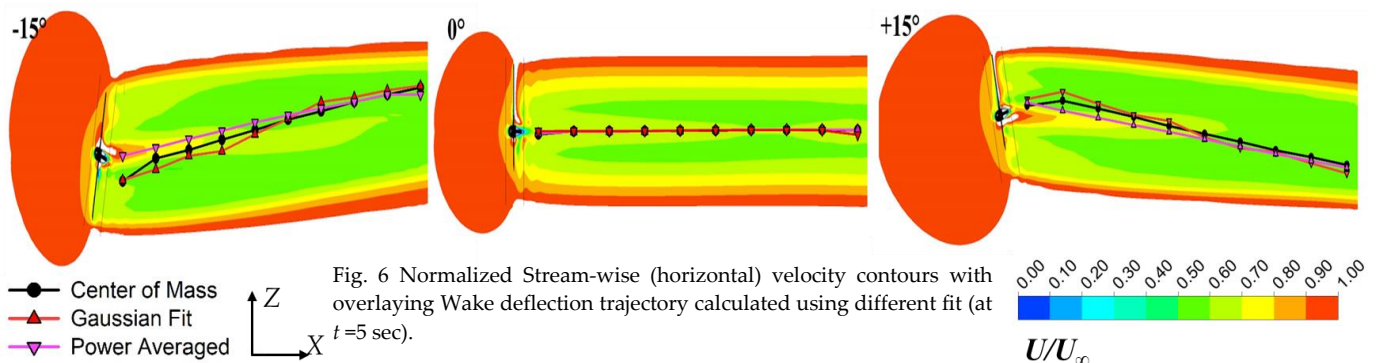 -15°
0°
+15°
Center of Mass
Gaussian Fit
Power Averaged
Z
X
Fig. 6 Normalized Stream-wise (horizontal) velocity contours with
overlaying Wake deflection trajectory calculated using different fit (at
t =5 sec).
0.00 0.10 0.20 0.30 0.40 0.50 0.60 0.70 0.80 0.90 1.00
U/U∞